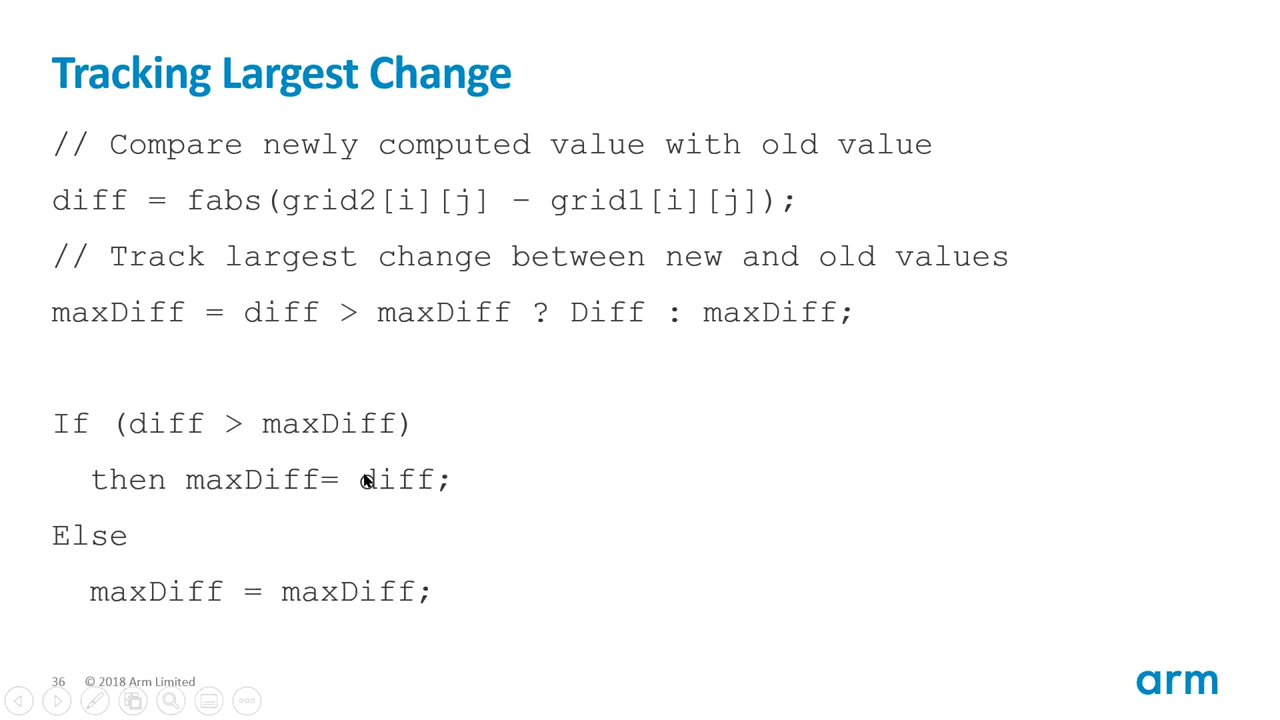 Tracking Largest Change
// Compare newly computed value with old value
diff = fabs(grid2[i][j] – grid1[i][j]);
// Track largest change between new and old values
maxDiff = diff > maxDiff ? Diff : maxDiff;
If (diff > maxDiff)
then maxDiff= diff;
Else
maxDiff = maxDiff;
36 © 2018 Arm Limited
arm